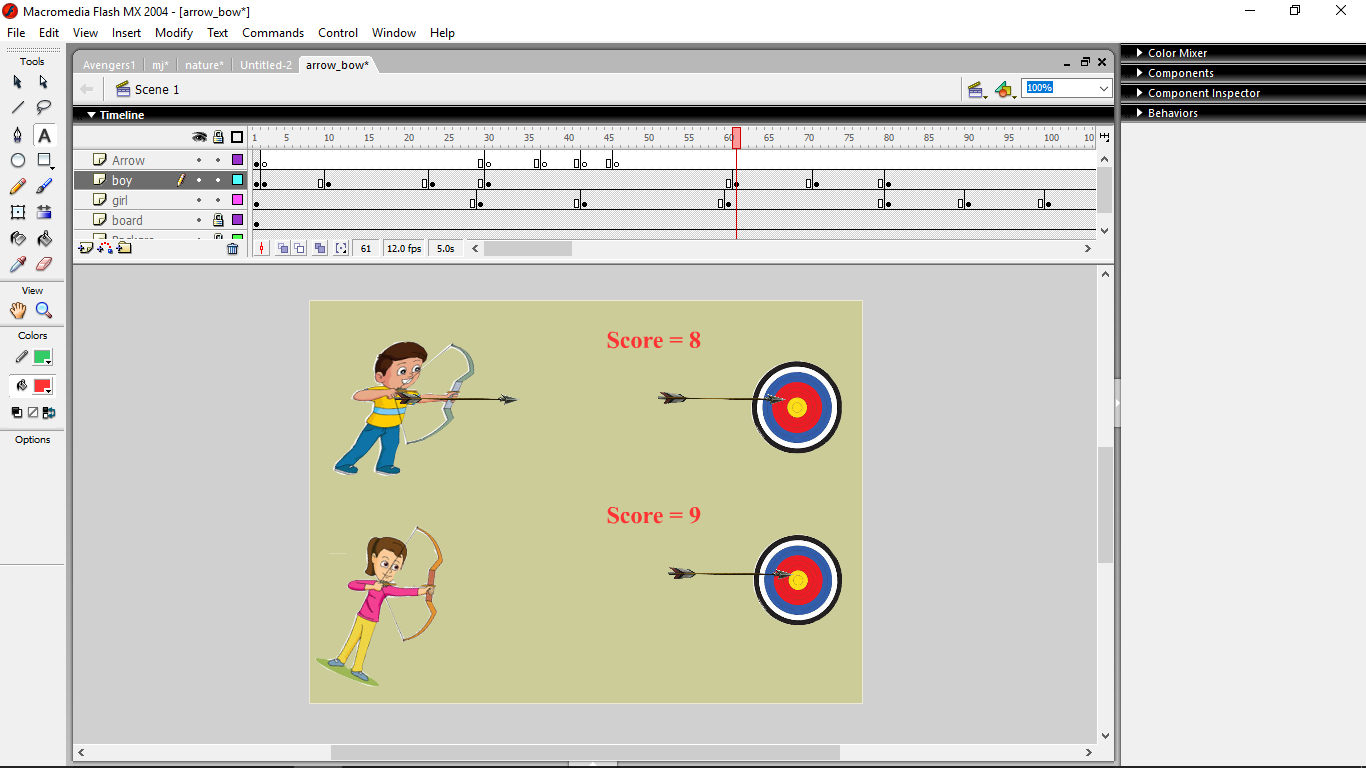 Macromedia Flash MX 2004 - [arrow_bow*]
File Edit View Insert Modify Text Commands Control Window Help
Tools
Avengers1 mj* nature* Untitled-2 arrow_bow*
Scene 1
100%
Timeline
1 5 10 15 20 25 30 35 40 45 50 55 60 65 70 75 80 85 90 95 100 10
Arrow
boy
girl
board
61 12.0 fps 5.0s
View
Colors
Options
Color Mixer
Components
Component Inspector
Behaviors
Score = 8
Score = 9